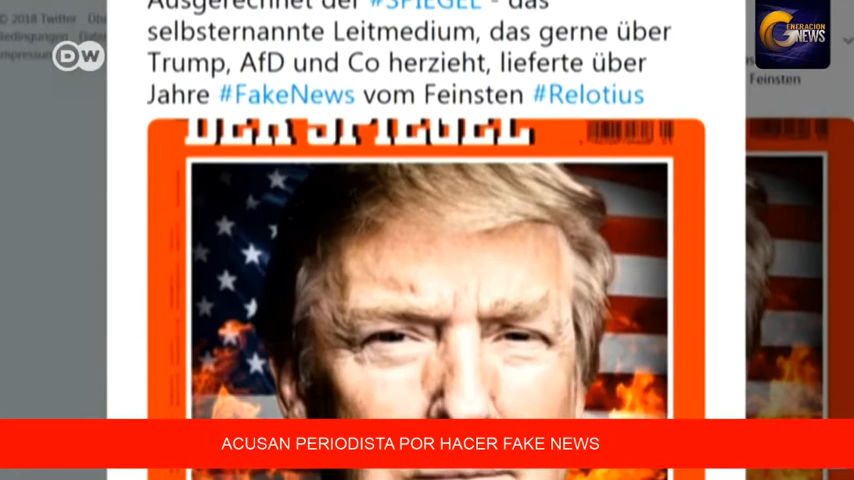 © 2018 Twitter
Ausgerechnet der #SPIEGEL - das
selbsternannte Leitmedium, das gerne über
Trump, AfD und Co herzieht, lieferte über
Jahre #FakeNews vom Feinsten #Relotius
DW
GENERACION
NEWS
Feinsten
DER SPIEGEL
ACUSAN PERIODISTA POR HACER FAKE NEWS